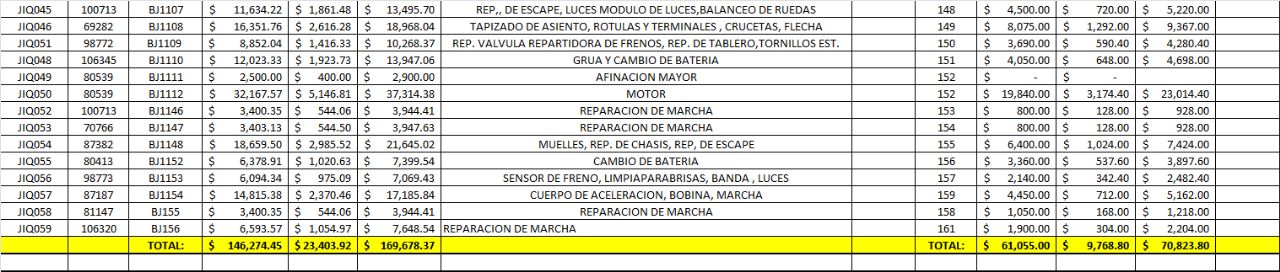 JIQ045 100713 BJ1107 $ 11,634.22 $ 1,861.48 $ 13,495.70 REP,, DE ESCAPE, LUCES MODULO DE LUCES,BALANCEO DE RUEDAS 148 $ 4,500.00 $ 720.00 $ 5,220.00
JIQ046 69282 BJ1108 $ 16,351.76 $ 2,616.28 $ 18,968.04 TAPIZADO DE ASIENTO, ROTULAS Y TERMINALES , CRUCETAS, FLECHA 149 $ 8,075.00 $ 1,292.00 $ 9,367.00
JIQ051 98772 BJ1109 $ 8,852.04 $ 1,416.33 $ 10,268.37 REP. VALVULA REPARTIDORA DE FRENOS, REP. DE TABLERO,TORNILLOS EST. 150 $ 3,690.00 $ 590.40 $ 4,280.40
JIQ048 106345 BJ1110 $ 12,023.33 $ 1,923.73 $ 13,947.06 GRUA Y CAMBIO DE BATERIA 151 $ 4,050.00 $ 648.00 $ 4,698.00
JIQ049 80539 BJ1111 $ 2,500.00 $ 400.00 $ 2,900.00 AFINACION MAYOR 152 $ - $ -
JIQ050 80539 BJ1112 $ 32,167.57 $ 5,146.81 $ 37,314.38 MOTOR 152 $ 19,840.00 $ 3,174.40 $ 23,014.40
JIQ052 100713 BJ1146 $ 3,400.35 $ 544.06 $ 3,944.41 REPARACION DE MARCHA 153 $ 800.00 $ 128.00 $ 928.00
JIQ053 70766 BJ1147 $ 3,403.13 $ 544.50 $ 3,947.63 REPARACION DE MARCHA 154 $ 800.00 $ 128.00 $ 928.00
JIQ054 87382 BJ1148 $ 18,659.50 $ 2,985.52 $ 21,645.02 MUELLES, REP. DE CHASIS, REP, DE ESCAPE 155 $ 6,400.00 $ 1,024.00 $ 7,424.00
JIQ055 80413 BJ1152 $ 6,378.91 $ 1,020.63 $ 7,399.54 CAMBIO DE BATERIA 156 $ 3,360.00 $ 537.60 $ 3,897.60
JIQ056 98773 BJ1153 $ 6,094.34 $ 975.09 $ 7,069.43 SENSOR DE FRENO, LIMPIAPARABRISAS, BANDA , LUCES 157 $ 2,140.00 $ 342.40 $ 2,482.40
JIQ057 87187 BJ1154 $ 14,815.38 $ 2,370.46 $ 17,185.84 CUERPO DE ACELERACION, BOBINA, MARCHA 159 $ 4,450.00 $ 712.00 $ 5,162.00
JIQ058 81147 BJ155 $ 3,400.35 $ 544.06 $ 3,944.41 REPARACION DE MARCHA 158 $ 1,050.00 $ 168.00 $ 1,218.00
JIQ059 106320 BJ156 $ 6,593.57 $ 1,054.97 $ 7,648.54 REPARACION DE MARCHA 161 $ 1,900.00 $ 304.00 $ 2,204.00
TOTAL: $ 146,274.45 $ 23,403.92 $ 169,678.37 TOTAL: $ 61,055.00 $ 9,768.80 $ 70,823.80